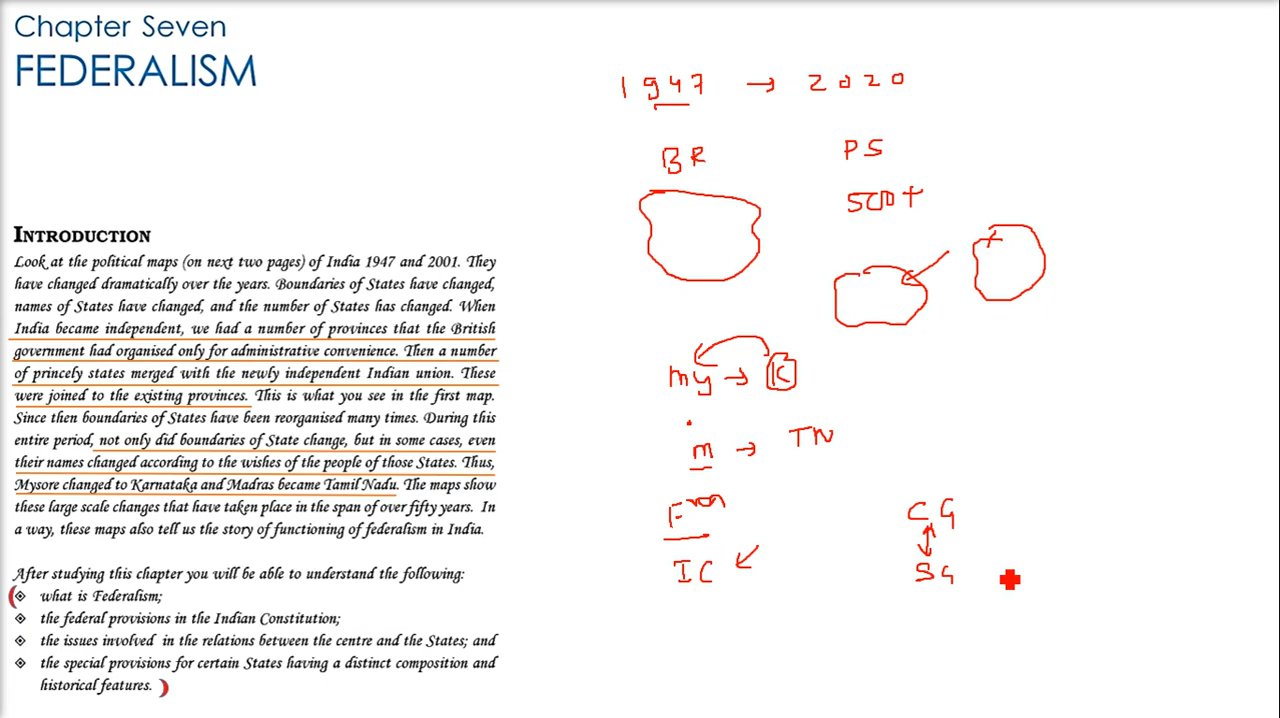 Chapter Seven
FEDERALISM
INTRODUCTION
Look at the political maps (on next two pages) of India 1947 and 2001. They
have changed dramatically over the years. Boundaries of States have changed,
names of States have changed, and the number of States has changed. When
India became independent, we had a number of provinces that the British
government had organised only for administrative convenience. Then a number
of princely states merged with the newly independent Indian union. These
were joined to the existing provinces. This is what you see in the first map.
Since then boundaries of States have been reorganised many times. During this
entire period, not only did boundaries of State change, but in some cases, even
their names changed according to the wishes of the people of those States. Thus,
Mysore changed to Karnataka and Madras became Tamil Nadu. The maps show
these large scale changes that have taken place in the span of over fifty years. In
a way, these maps also tell us the story of functioning of federalism in India.
After studying this chapter you will be able to understand the following:
( ❖ what is Federalism;
❖ the federal provisions in the Indian Constitution;
❖ the issues involved in the relations between the centre and the States; and
❖ the special provisions for certain States having a distinct composition and
historical features. )
1947 → 2020
BR PS
500+
my → K
m → TN
CG
IC SG